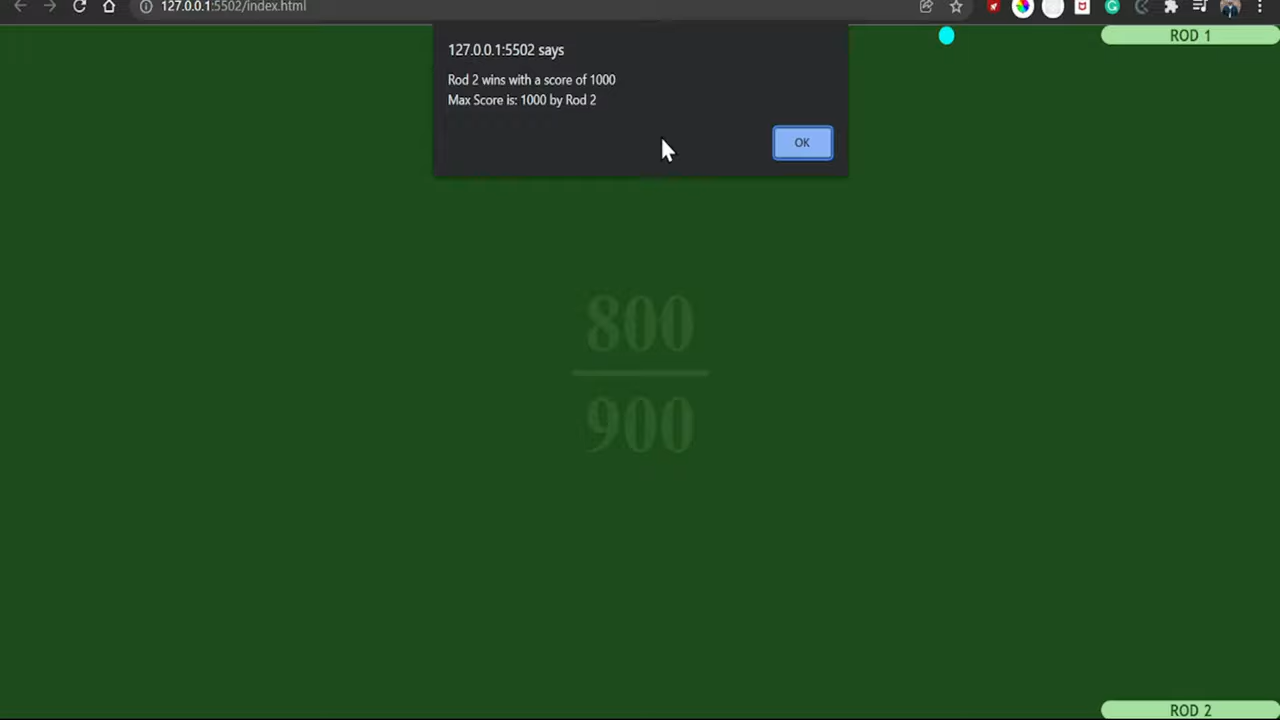 127.0.0.1:5502/index.html
127.0.0.1:5502 says
ROD 1
Rod 2 wins with a score of 1000
Max Score is: 1000 by Rod 2
OK
800
900
ROD 2